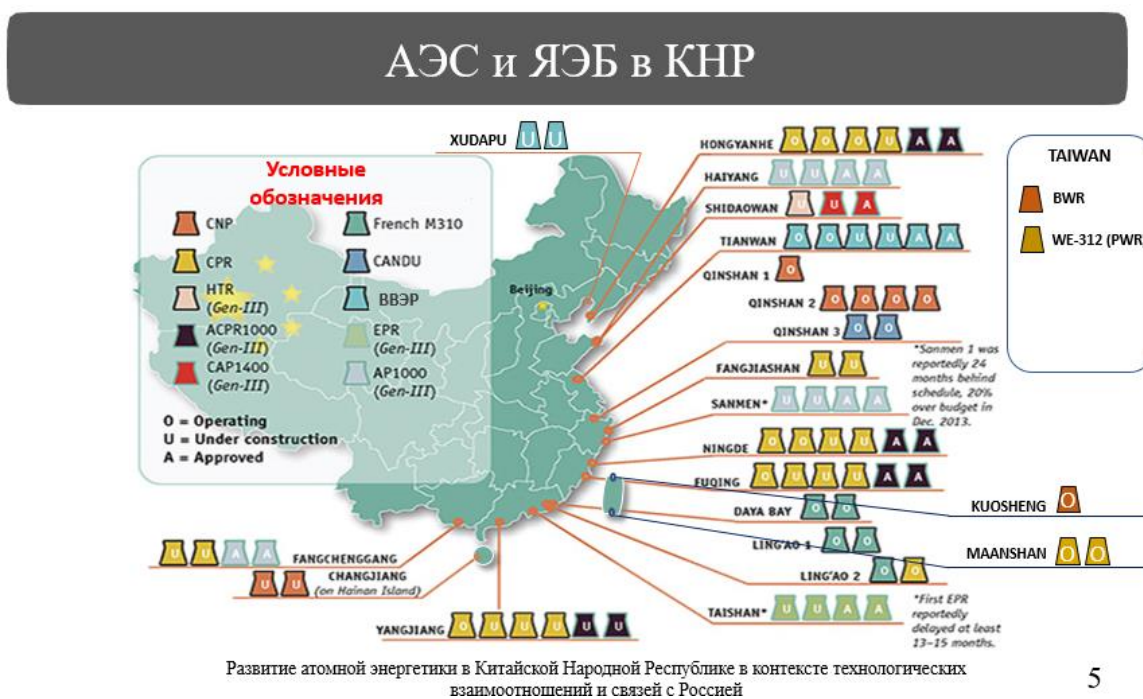 АЭС и ЯЭБ в КНР
XUDAPU U U
Условные
обозначения
CNP
French M310
CPR
CANDU
HTR
(Gen-III)
ВВЭР
ACPR1000
(Gen-III)
EPR
(Gen-III)
CAP1400
(Gen-III)
AP1000
(Gen-III)
O = Operating
U = Under construction
A = Approved
Beijing
HONGYANHE O O O U A A
HAIYANG U U A A
SHIDAOWAN U U A
TIANWAN O O U U A A
QINSHAN 1 O
QINSHAN 2 O O O O
QINSHAN 3 O O
FANGJIASHAN U U
SANMEN* U U A A
*Sanmen 1 was
reportedly 24
months behind
schedule, 20%
over budget in
Dec. 2013.
NINGDE O O U U A A
FUQING O U U U A A
DAYA BAY O O
LING'AO 1 O O
LING'AO 2 O O
TAISHAN* U U A A
*First EPR
reportedly
delayed at least
13–15 months.
TAIWAN
BWR
WE-312 (PWR)
KUOSHENG O
MAANSHAN O O
U U A A FANGCHENGGANG
U U CHANGJIANG
(on Hainan Island)
YANGJIANG O U U U U U
Развитие атомной энергетики в Китайской Народной Республике в контексте технологических
взаимоотношений и связей с Россией
5